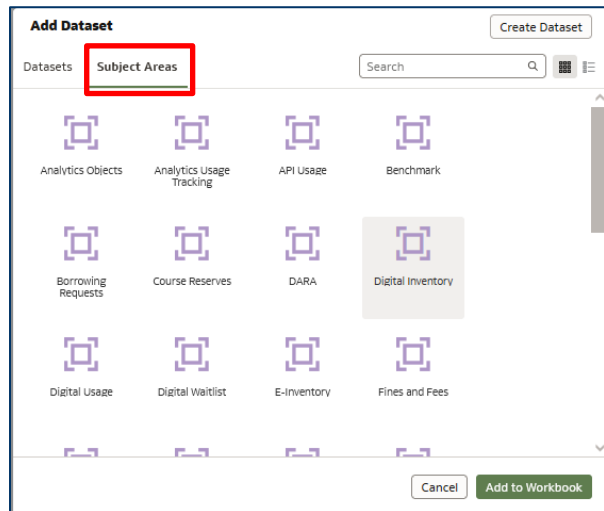 Add Dataset
Create Dataset
Datasets
Subject Areas
Search
Analytics Objects
Analytics Usage
Tracking
API Usage
Benchmark
Borrowing
Requests
Course Reserves
DARA
Digital Inventory
Digital Usage
Digital Waitlist
E-Inventory
Fines and Fees
Cancel
Add to Workbook